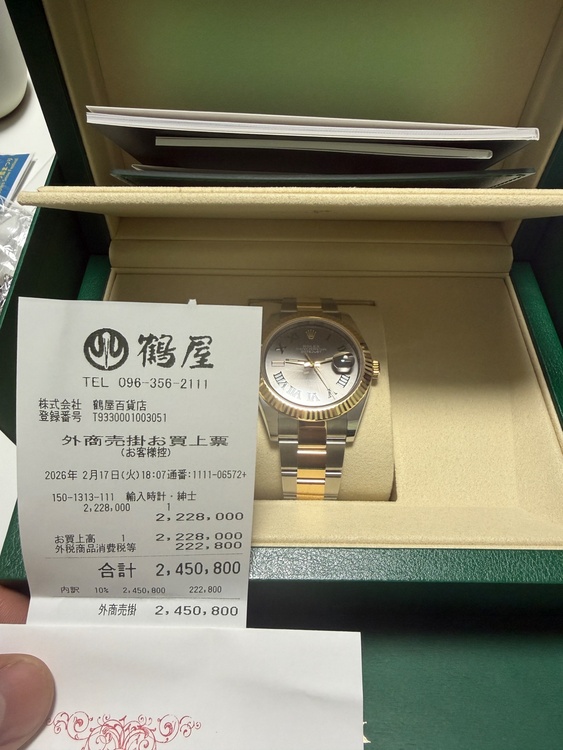 鶴屋
TEL 096-356-2111
株式会社 鶴屋百貨店
登録番号 T9330001003051
外商売掛お買上票
(お客様控)
2026年 2月17日(火)18:07通番:1111-06572+
150-1313-111 輸入時計・紳士
2,228,000 1
2,228,000
お買上高 1 2,228,000
外税商品消費税等 222,800
合計 2,450,800
内訳 10% 2,450,800 222,800
外商売掛 2,450,800